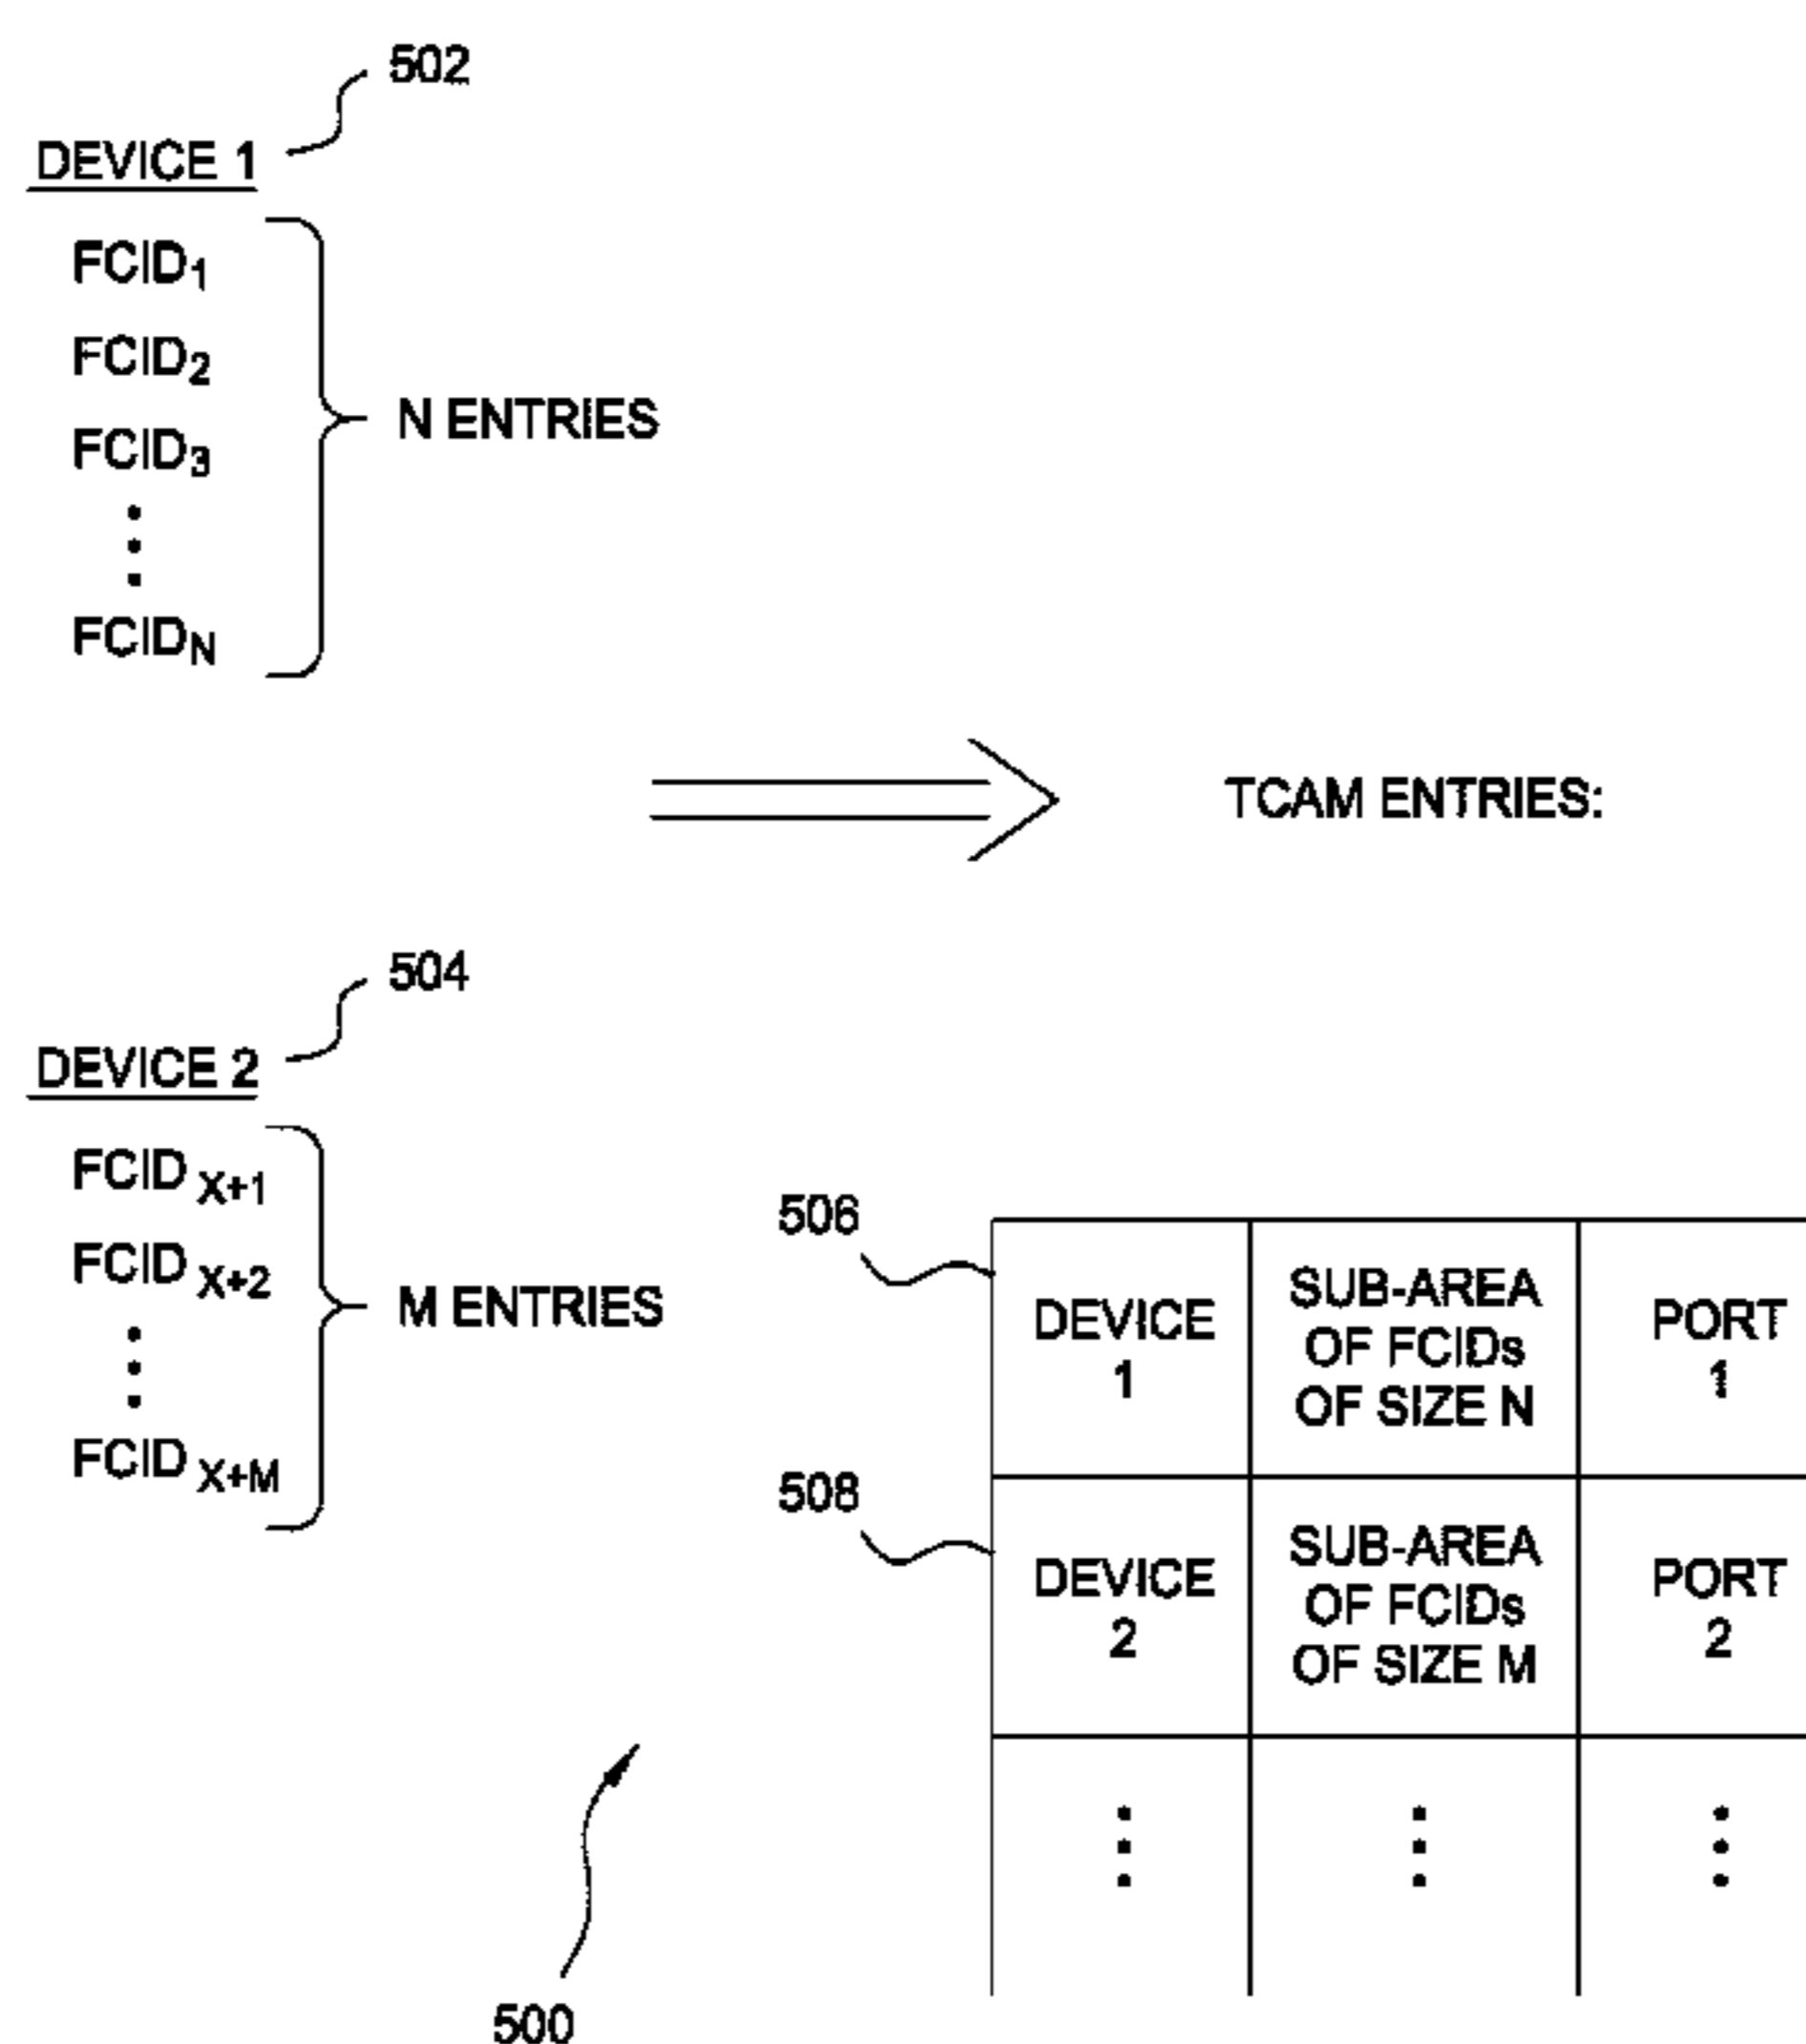 502
DEVICE 1
FCID₁
FCID₂
FCID₃
FCID_N
N ENTRIES
TCAM ENTRIES:
504
DEVICE 2
FCID X+1
FCID X+2
FCID X+M
M ENTRIES
506
DEVICE
1
SUB-AREA
OF FCIDs
OF SIZE N
PORT
1
508
DEVICE
2
SUB-AREA
OF FCIDs
OF SIZE M
PORT
2
500